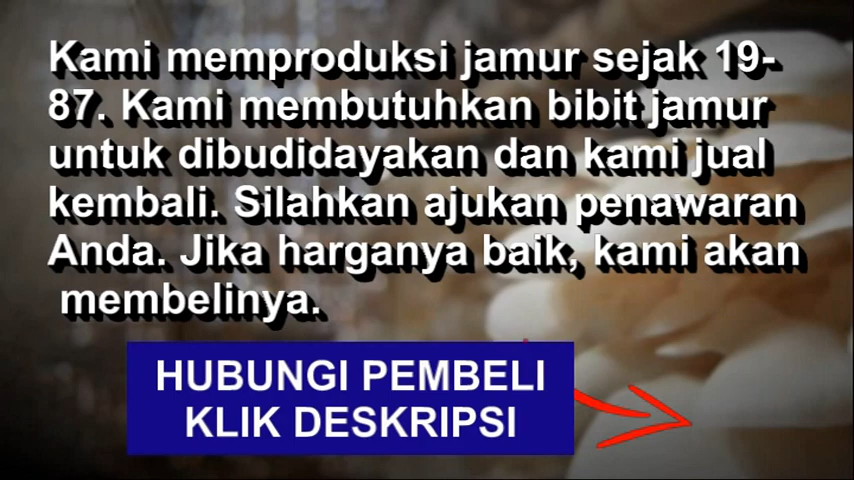 Kami memproduksi jamur sejak 19-
87. Kami membutuhkan bibit jamur
untuk dibudidayakan dan kami jual
kembali. Silahkan ajukan penawaran
Anda. Jika harganya baik, kami akan
membelinya.
HUBUNGI PEMBELI
KLIK DESKRIPSI